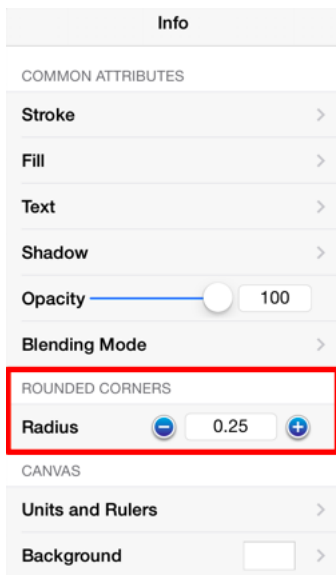 Info
COMMON ATTRIBUTES
Stroke
Fill
Text
Shadow
Opacity 100
Blending Mode
ROUNDED CORNERS
Radius 0.25
CANVAS
Units and Rulers
Background